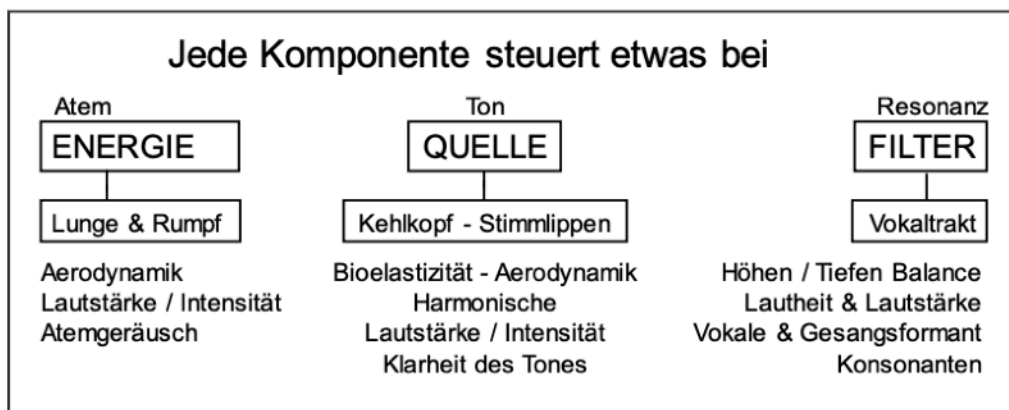 Jede Komponente steuert etwas bei
Atem
ENERGIE
Lunge & Rumpf
Aerodynamik
Lautstärke / Intensität
Atemgeräusch
Ton
QUELLE
Kehlkopf - Stimmlippen
Bioelastizität - Aerodynamik
Harmonische
Lautstärke / Intensität
Klarheit des Tones
Resonanz
FILTER
Vokaltrakt
Höhen / Tiefen Balance
Lautheit & Lautstärke
Vokale & Gesangsformant
Konsonanten